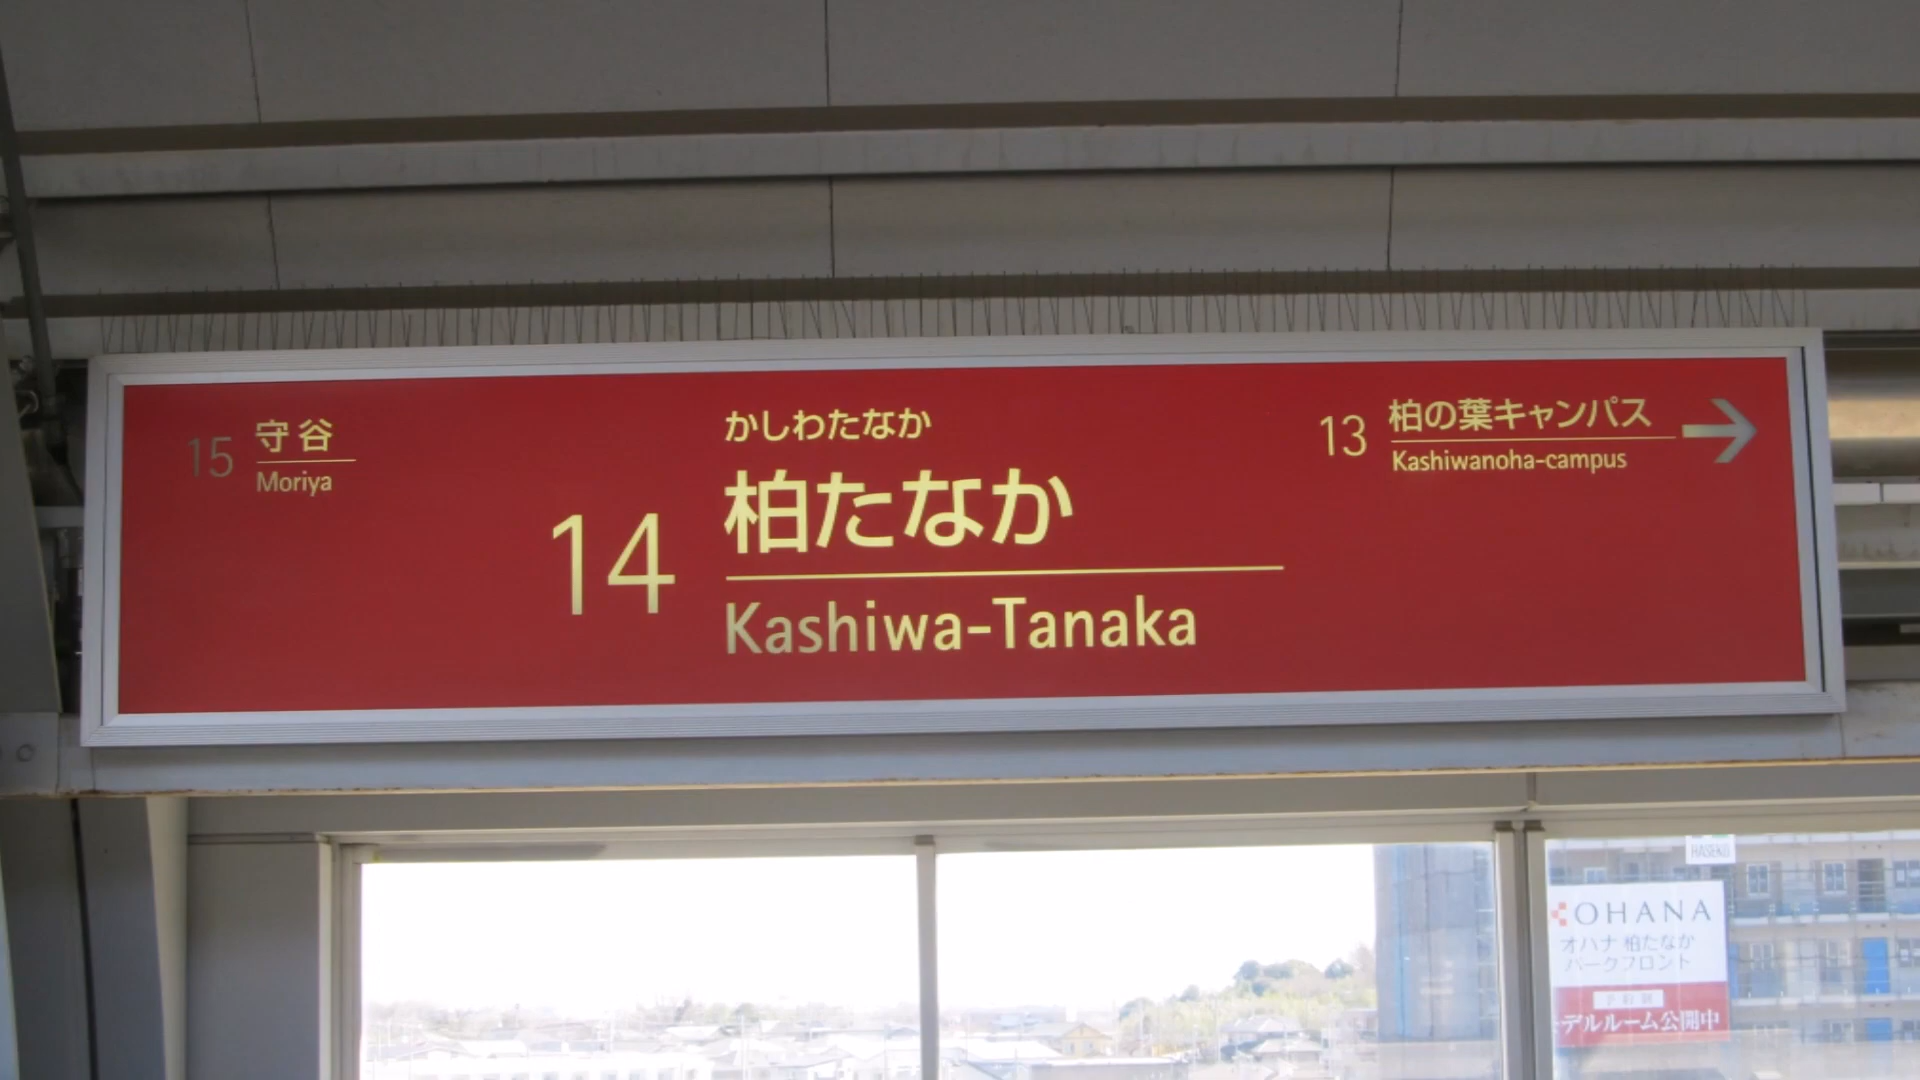 15 守谷
Moriya
かしわたなか
14 柏たなか
Kashiwa-Tanaka
13 柏の葉キャンパス
Kashiwanoha-campus
HASEKO
OHANA
オハナ 柏たなか
パークフロント
デルルーム公開中